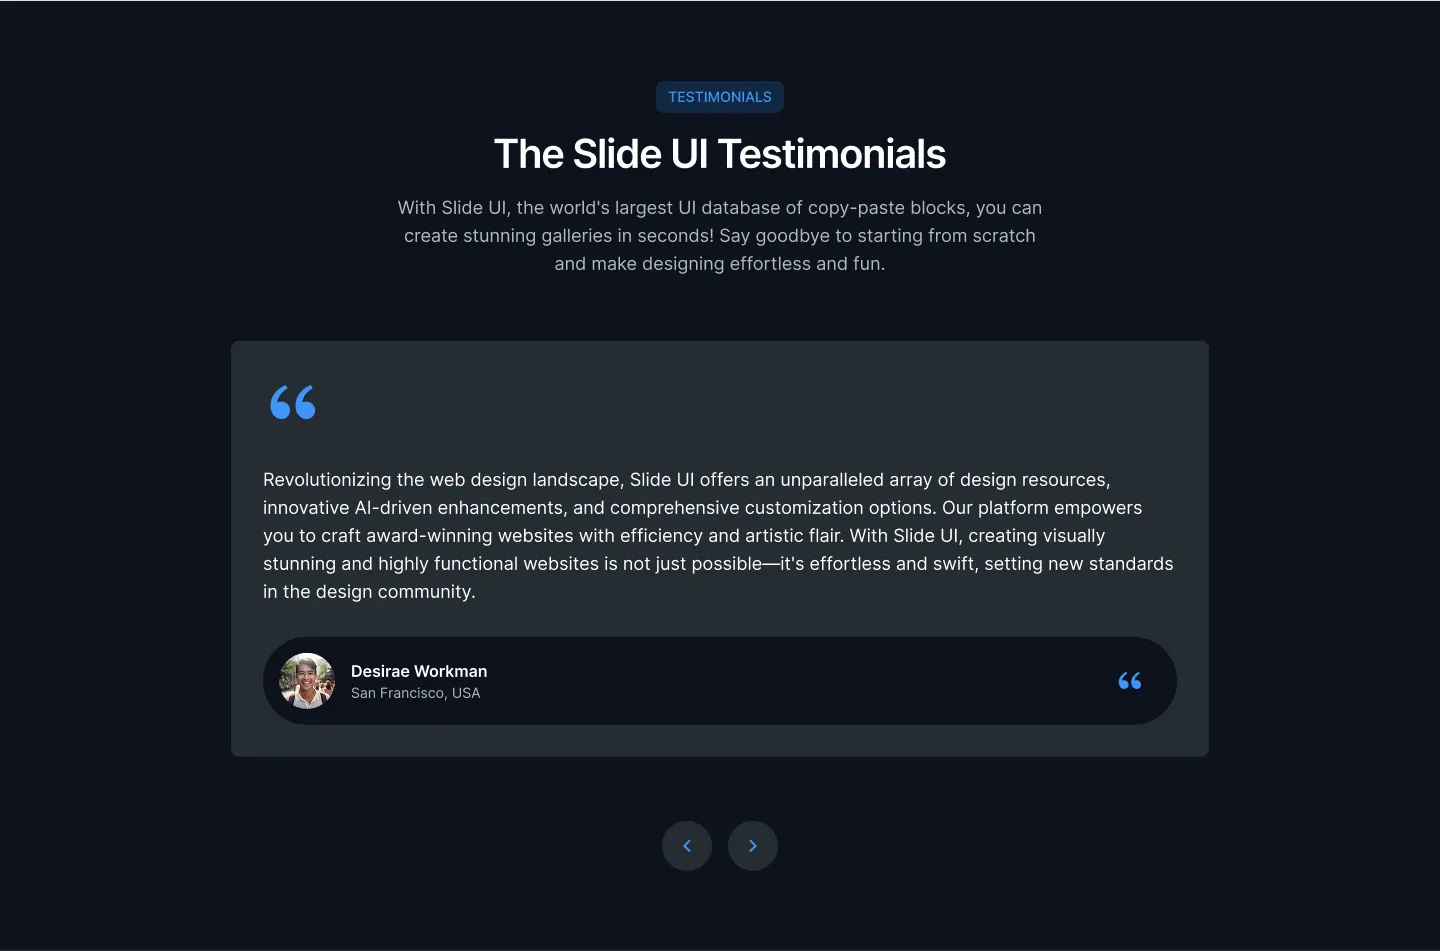 TESTIMONIALS
The Slide UI Testimonials
With Slide UI, the world's largest UI database of copy-paste blocks, you can
create stunning galleries in seconds! Say goodbye to starting from scratch
and make designing effortless and fun.
“
Revolutionizing the web design landscape, Slide UI offers an unparalleled array of design resources,
innovative AI-driven enhancements, and comprehensive customization options. Our platform empowers
you to craft award-winning websites with efficiency and artistic flair. With Slide UI, creating visually
stunning and highly functional websites is not just possible—it's effortless and swift, setting new standards
in the design community.
Desirae Workman
San Francisco, USA
“